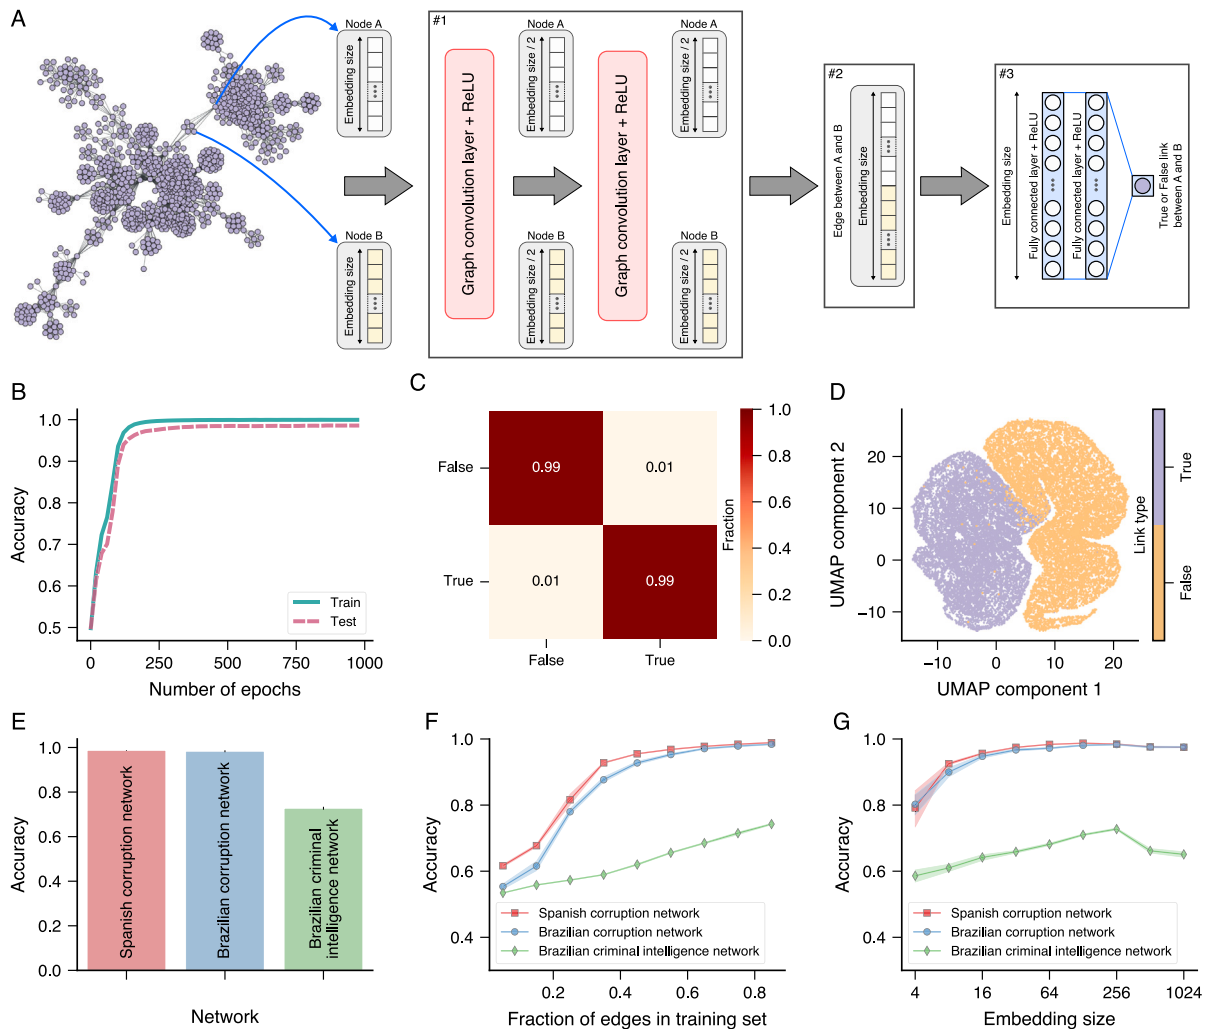 A
Node A
Embedding size
Node B
Embedding size
#1
Graph convolution layer + ReLU
Node A
Embedding size / 2
Node B
Embedding size / 2
Graph convolution layer + ReLU
Node A
Embedding size / 2
Node B
Embedding size / 2
#2
Edge between A and B
Embedding size
#3
Embedding size
Fully connected layer + ReLU
Fully connected layer + ReLU
True or False link
between A and B
B
Accuracy
1.0
0.9
0.8
0.7
0.6
0.5
Train
Test
0
250
500
750
1000
Number of epochs
C
False
True
0.99
0.01
0.01
0.99
False
True
Fraction
1.0
0.8
0.6
0.4
0.2
0.0
D
UMAP component 2
20
10
0
−10
−10
0
10
20
UMAP component 1
Link type
True
False
E
Accuracy
1.0
0.8
0.6
0.4
0.2
0.0
Spanish corruption network
Brazilian corruption network
Brazilian criminal
intelligence network
Network
F
Accuracy
1.0
0.8
0.6
0.4
Spanish corruption network
Brazilian corruption network
Brazilian criminal intelligence network
0.2
0.4
0.6
0.8
Fraction of edges in training set
G
Accuracy
1.0
0.8
0.6
0.4
Spanish corruption network
Brazilian corruption network
Brazilian criminal intelligence network
4
16
64
256
1024
Embedding size